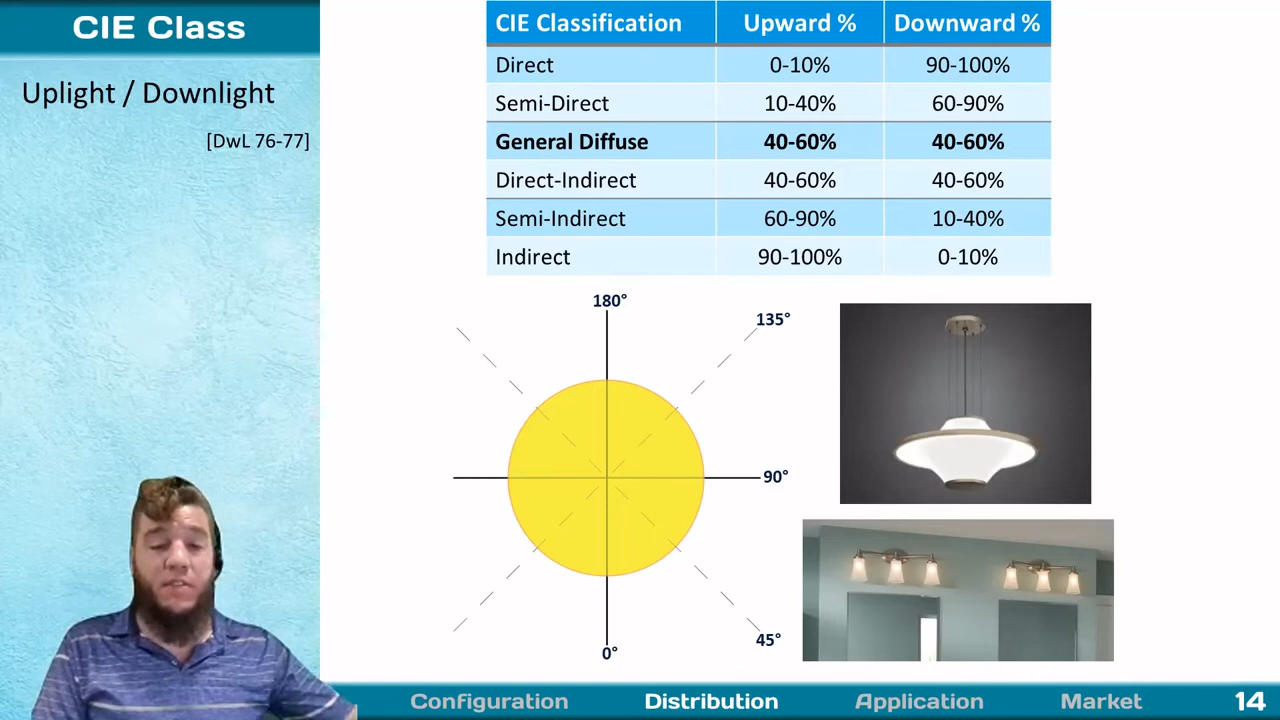 CIE Class
Uplight / Downlight
[DwL 76-77]
CIE Classification Upward % Downward %
Direct 0-10% 90-100%
Semi-Direct 10-40% 60-90%
General Diffuse 40-60% 40-60%
Direct-Indirect 40-60% 40-60%
Semi-Indirect 60-90% 10-40%
Indirect 90-100% 0-10%
180°
135°
90°
45°
0°
Configuration Distribution Application Market 14